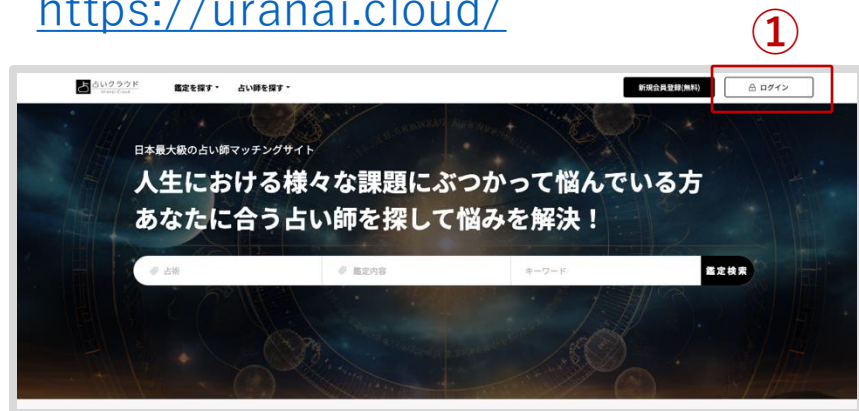 https://uranai.cloud/
①
占いクラウド
Uranai Cloud
鑑定を探す
占い師を探す
新規会員登録(無料)
ログイン
日本最大級の占い師マッチングサイト
人生における様々な課題にぶつかって悩んでいる方
あなたに合う占い師を探して悩みを解決！
占術
鑑定内容
キーワード
鑑定検索